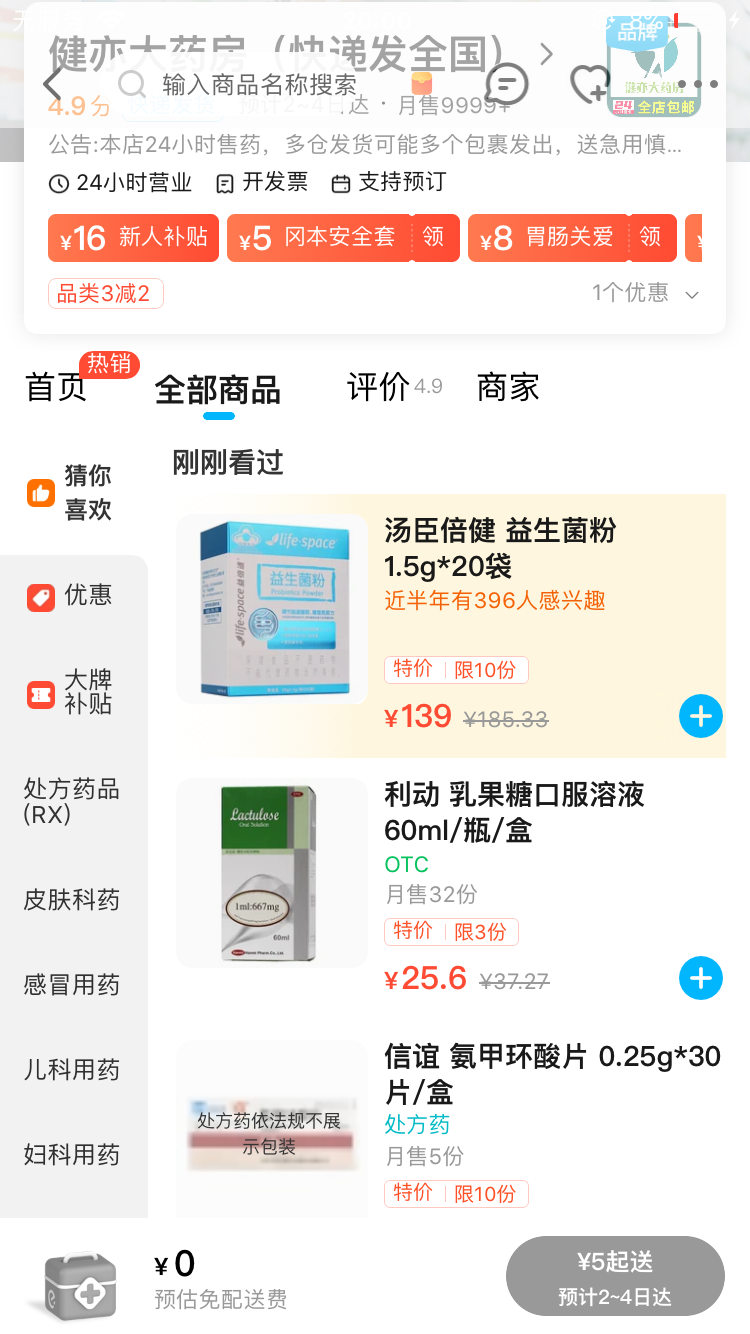 健亦大药房（快递发全国）
品牌
输入商品名称搜索
健亦大药房
24 全店包邮
4.9分
快递发货 预计2~4日达 · 月售9999+
公告:本店24小时售药，多仓发货可能多个包裹发出，送急用慎...
24小时营业 开发票 支持预订
¥16 新人补贴 ¥5 冈本安全套 领 ¥8 胃肠关爱 领
品类3减2 1个优惠
首页 热销 全部商品 评价 4.9 商家
猜你
喜欢
优惠
大牌
补贴
处方药品
(RX)
皮肤科药
感冒用药
儿科用药
妇科用药
刚刚看过
life-space
益生菌粉
Probiotics Powder
汤臣倍健 益生菌粉
1.5g*20袋
近半年有396人感兴趣
特价 限10份
¥139 ¥185.33
Lactulose
Oral Solution
1ml:667mg
60ml
利动 乳果糖口服溶液
60ml/瓶/盒
OTC
月售32份
特价 限3份
¥25.6 ¥37.27
处方药依法规不展
示包装
信谊 氨甲环酸片 0.25g*30
片/盒
处方药
月售5份
特价 限10份
¥0
预估免配送费
¥5起送
预计2~4日达